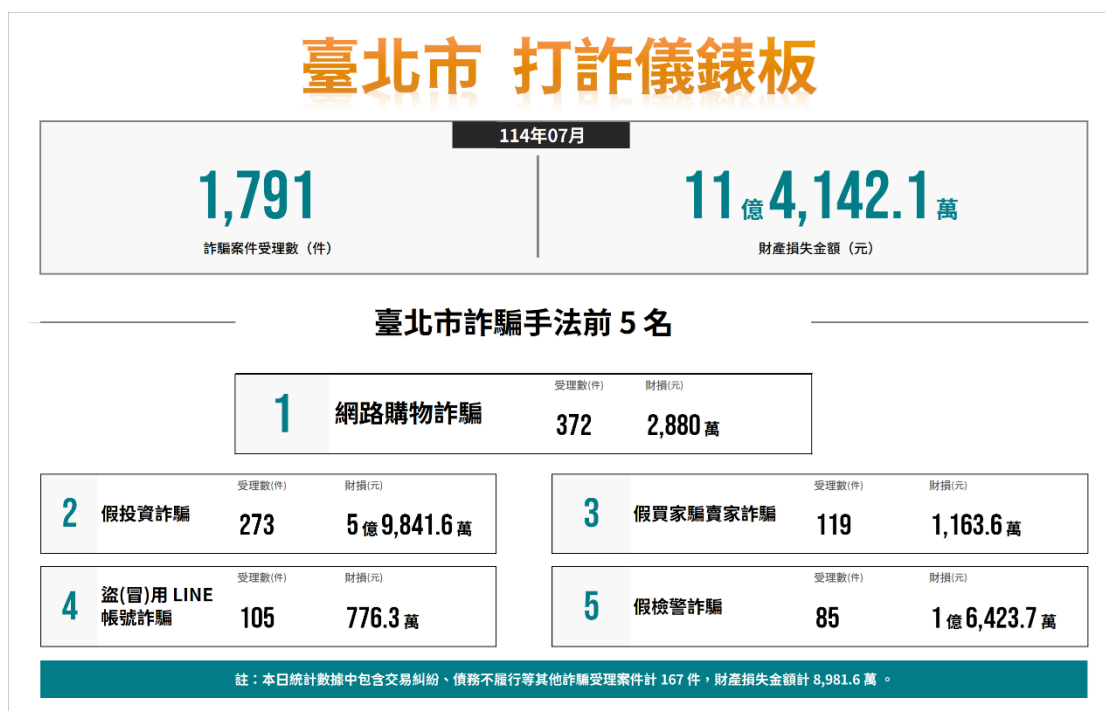 臺北市 打詐儀錶板
114年07月
1,791
詐騙案件受理數（件）
11億4,142.1萬
財產損失金額（元）
臺北市詐騙手法前 5 名
1
網路購物詐騙
受理數(件)
372
財損(元)
2,880 萬
2
假投資詐騙
受理數(件)
273
財損(元)
5 億 9,841.6 萬
3
假買家騙賣家詐騙
受理數(件)
119
財損(元)
1,163.6 萬
4
盜(冒)用 LINE
帳號詐騙
受理數(件)
105
財損(元)
776.3 萬
5
假檢警詐騙
受理數(件)
85
財損(元)
1 億 6,423.7 萬
註：本日統計數據中包含交易糾紛、債務不履行等其他詐騙受理案件計 167 件，財產損失金額計 8,981.6 萬 。